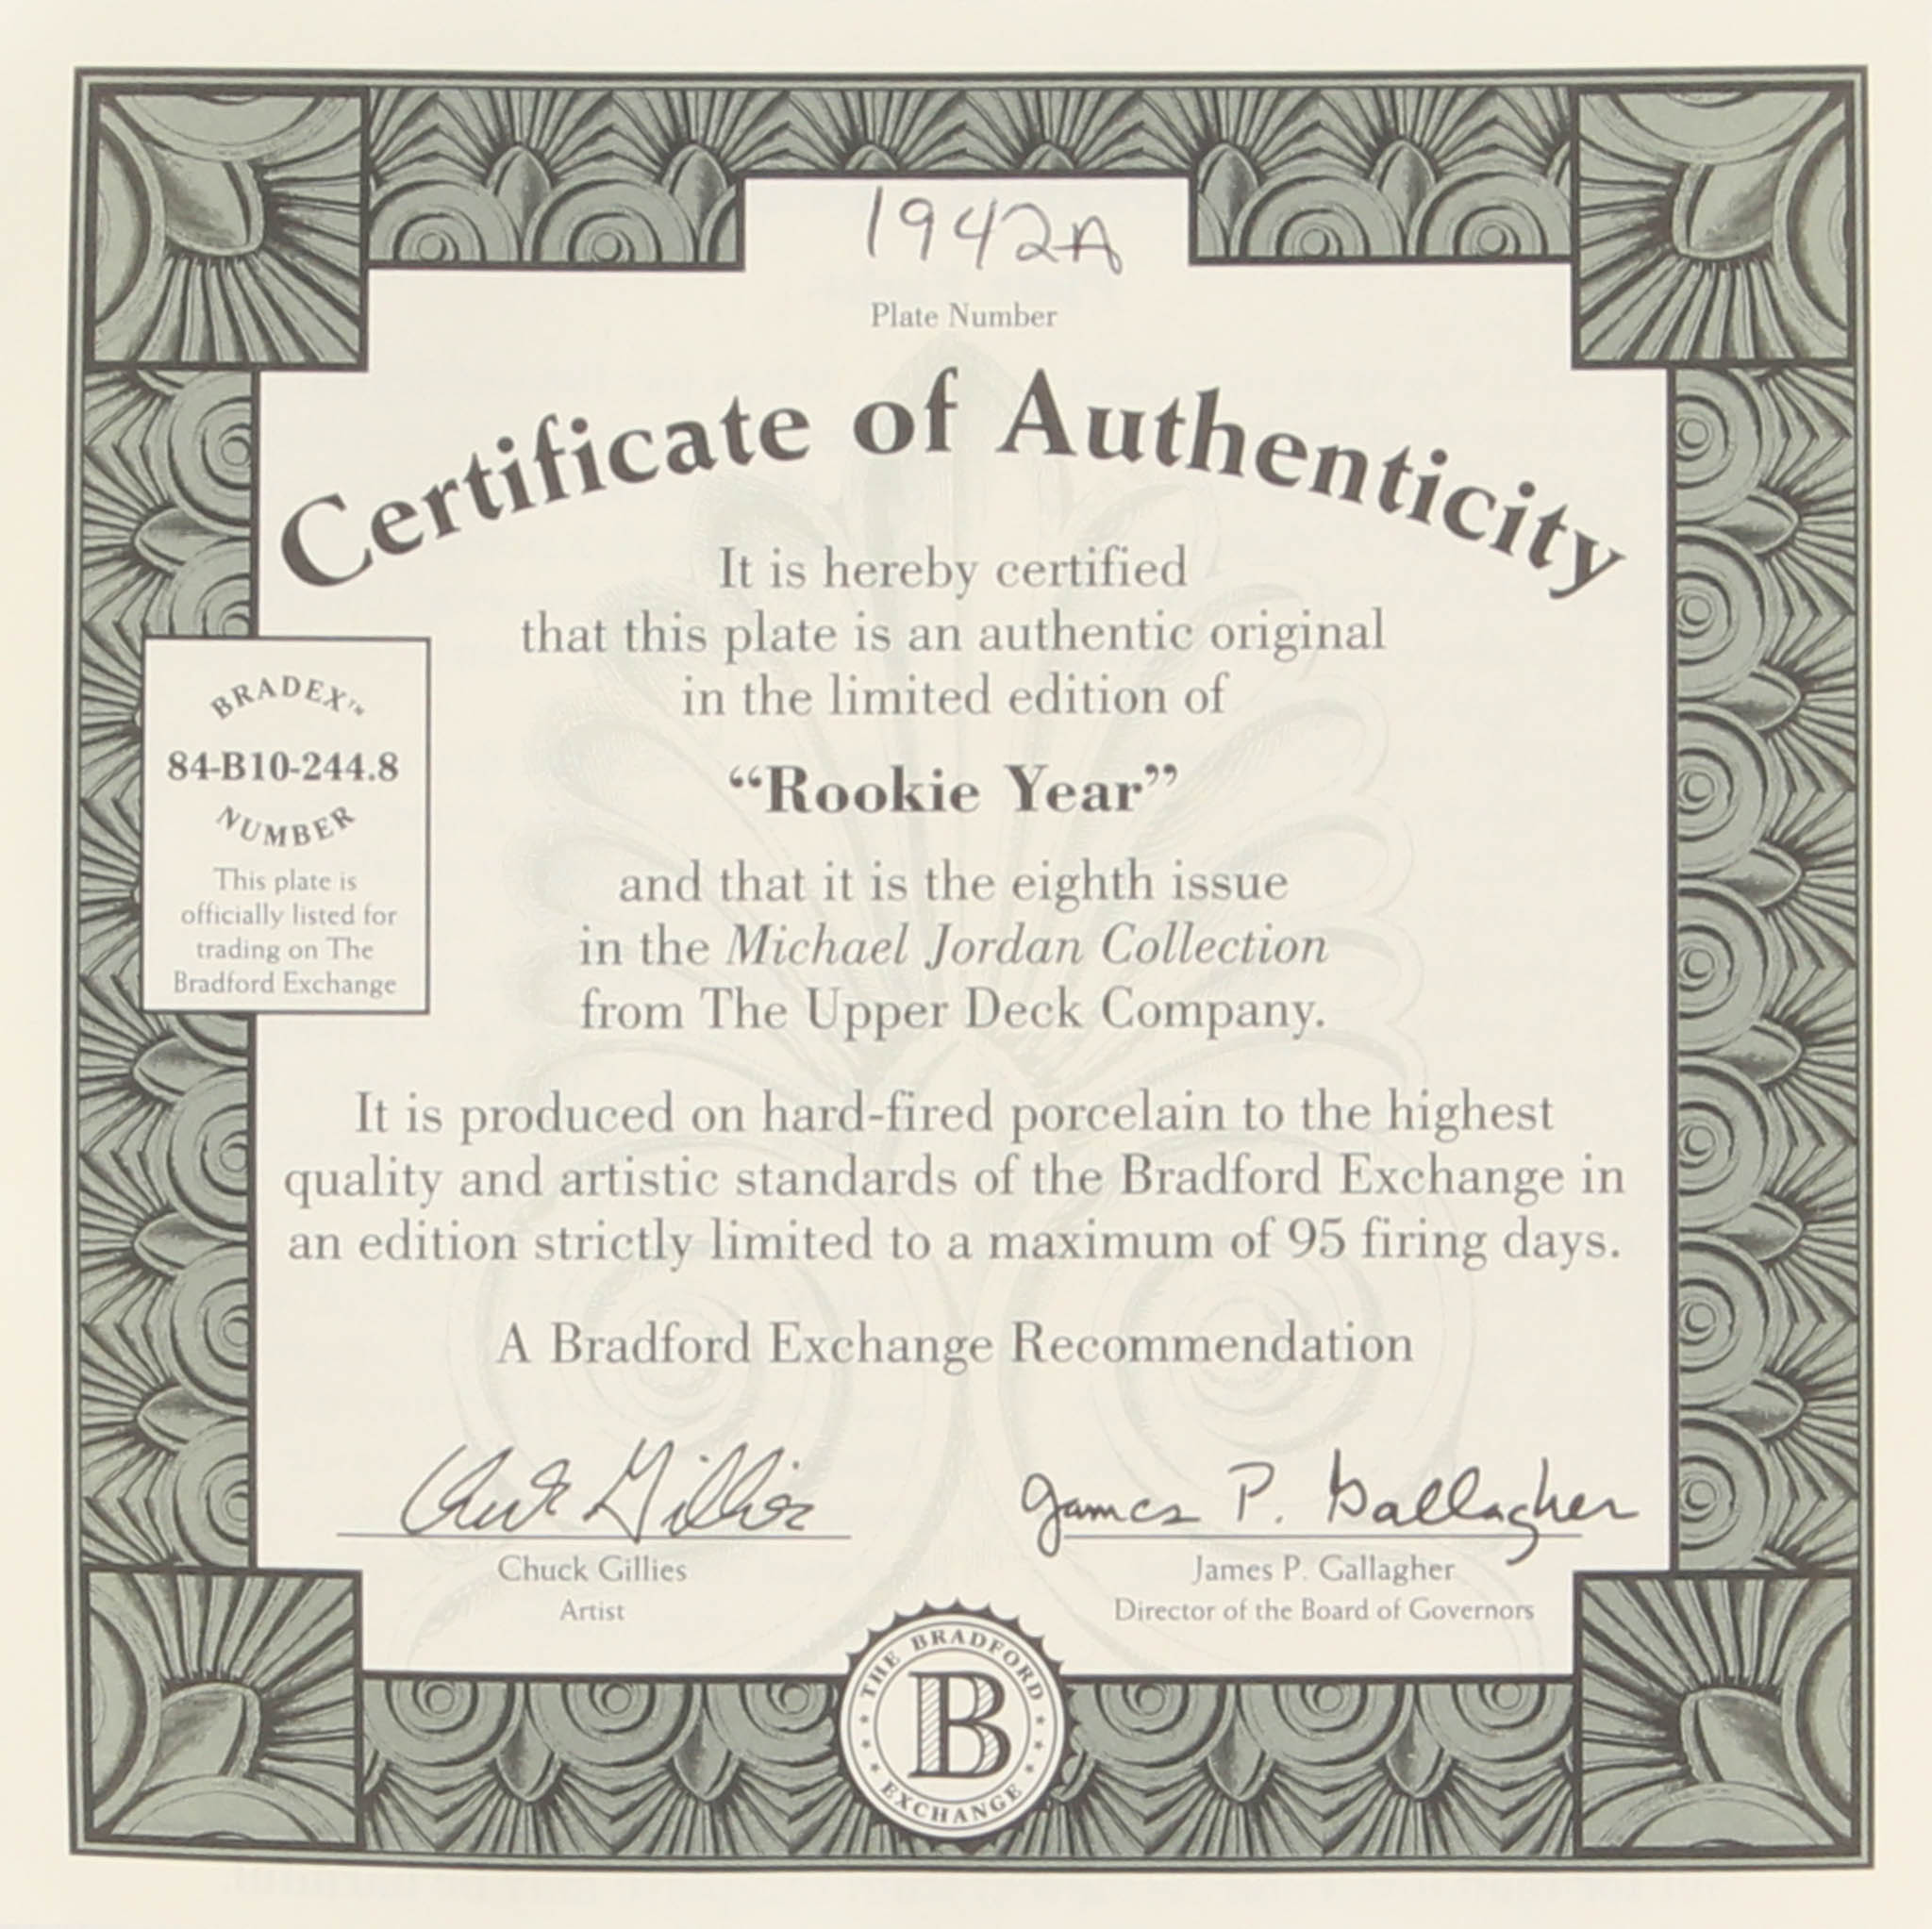 1942A
Plate Number
Certificate of Authenticity
It is hereby certified
that this plate is an authentic original
in the limited edition of
“Rookie Year”
and that it is the eighth issue
in the Michael Jordan Collection
from The Upper Deck Company.
BRADEX™
84-B10-244.8
NUMBER
This plate is
officially listed for
trading on The
Bradford Exchange
It is produced on hard-fired porcelain to the highest
quality and artistic standards of the Bradford Exchange in
an edition strictly limited to a maximum of 95 firing days.
A Bradford Exchange Recommendation
Chuck Gillies
James P. Gallagher
Chuck Gillies
Artist
James P. Gallagher
Director of the Board of Governors
THE BRADFORD
B
EXCHANGE